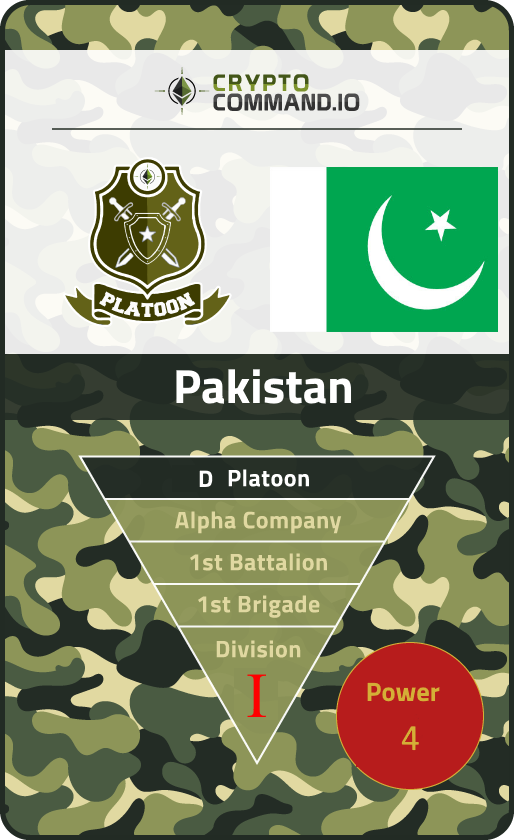 CRYPTO
COMMAND.IO
PLATOON
Pakistan
D Platoon
Alpha Company
1st Battalion
1st Brigade
Division
I
Power
4